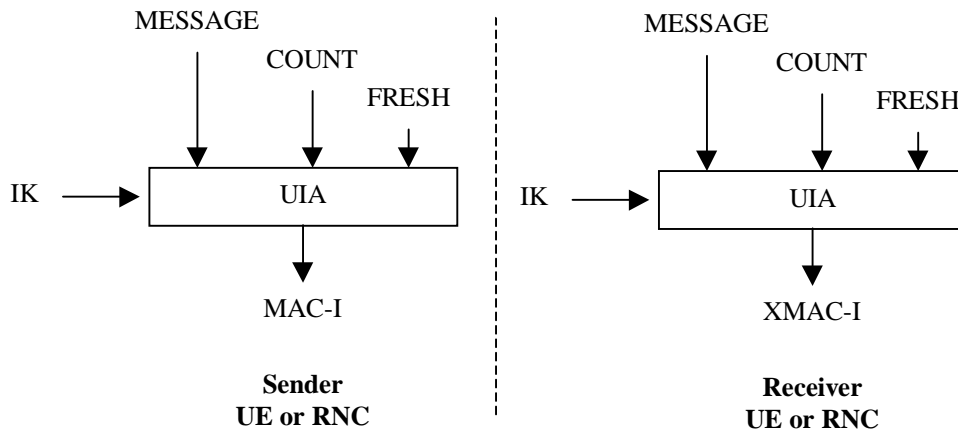 MESSAGE
COUNT
FRESH
IK
UIA
MAC-I
Sender
UE or RNC
MESSAGE
COUNT
FRESH
IK
UIA
XMAC-I
Receiver
UE or RNC